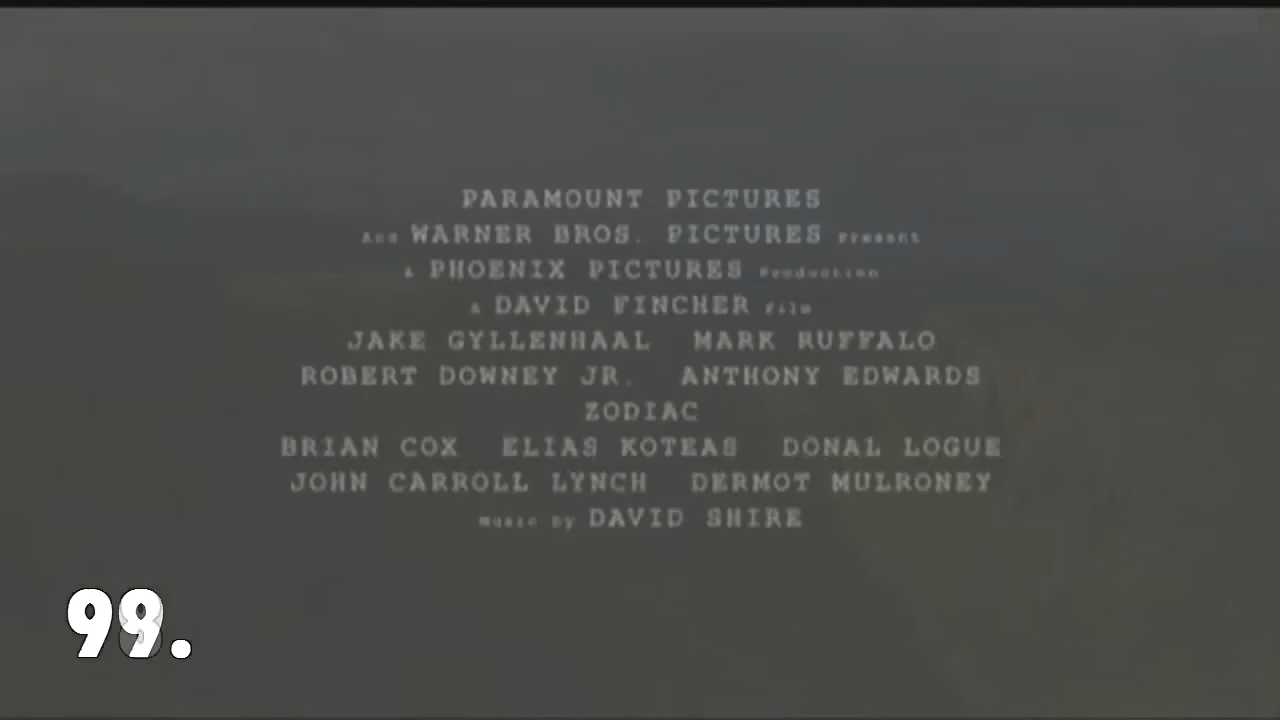 PARAMOUNT PICTURES
And WARNER BROS. PICTURES Present
A PHOENIX PICTURES Production
A DAVID FINCHER Film
JAKE GYLLENHAAL MARK RUFFALO
ROBERT DOWNEY JR. ANTHONY EDWARDS
ZODIAC
BRIAN COX ELIAS KOTEAS DONAL LOGUE
JOHN CARROLL LYNCH DERMOT MULRONEY
Music by DAVID SHIRE
99.